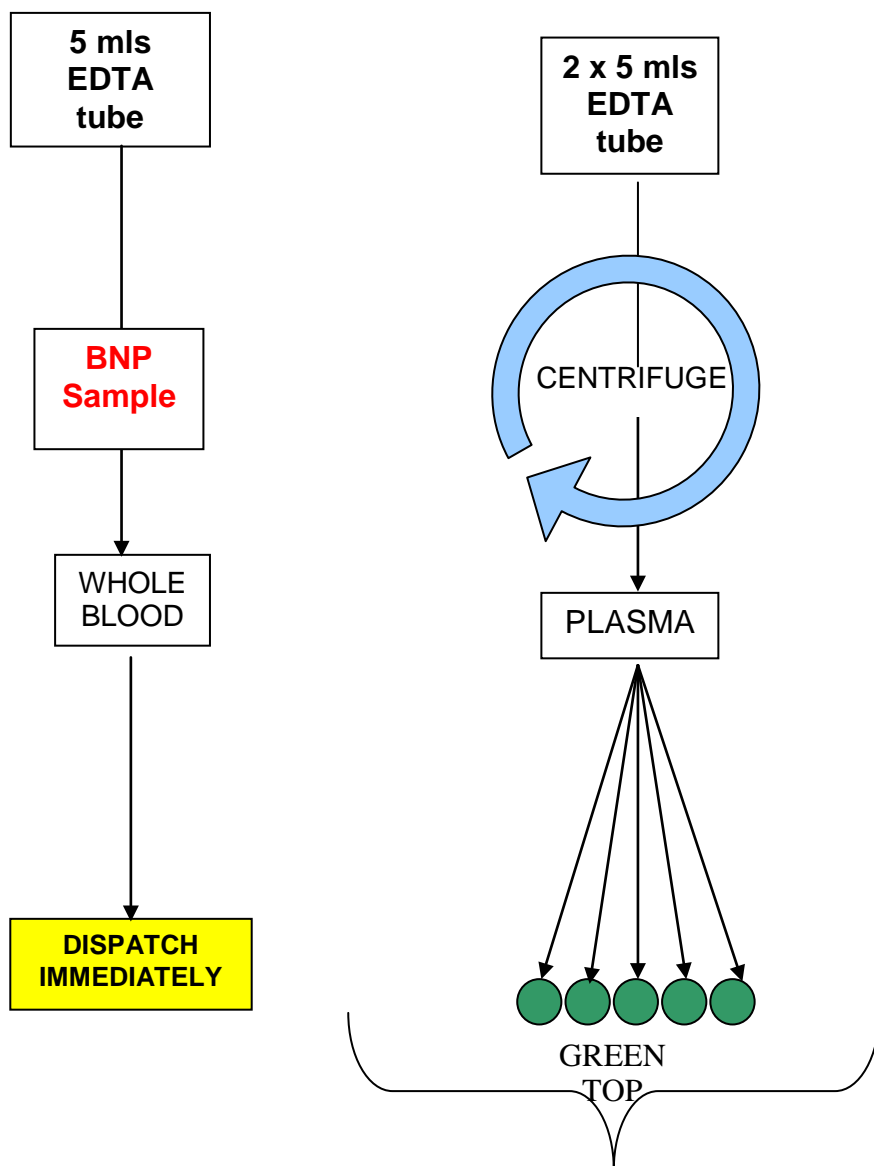 5 mls
EDTA
tube
BNP
Sample
WHOLE
BLOOD
DISPATCH
IMMEDIATELY
2 x 5 mls
EDTA
tube
CENTRIFUGE
PLASMA
GREEN
TOP